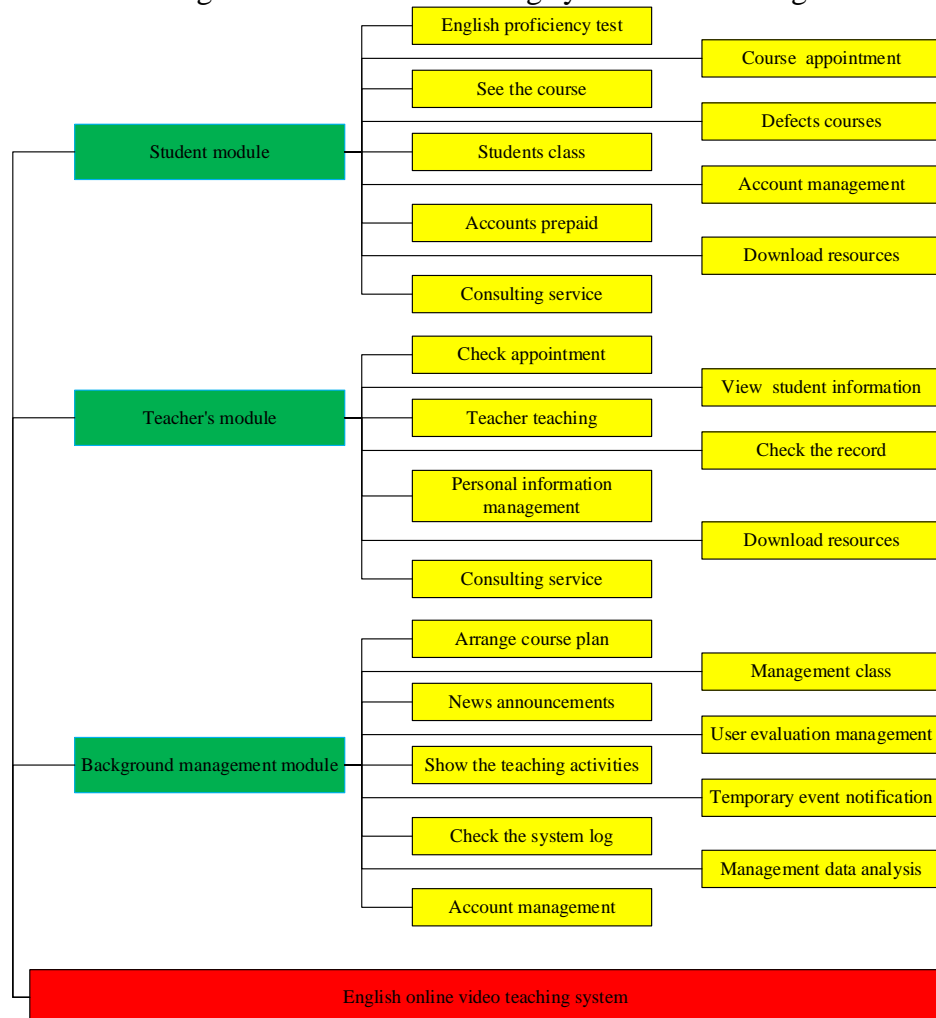 English proficiency test
Course appointment
See the course
Defects courses
Student module
Students class
Account management
Accounts prepaid
Download resources
Consulting service
Check appointment
View student information
Teacher's module
Teacher teaching
Check the record
Personal information
management
Download resources
Consulting service
Arrange course plan
Management class
News announcements
User evaluation management
Background management module
Show the teaching activities
Temporary event notification
Check the system log
Management data analysis
Account management
English online video teaching system